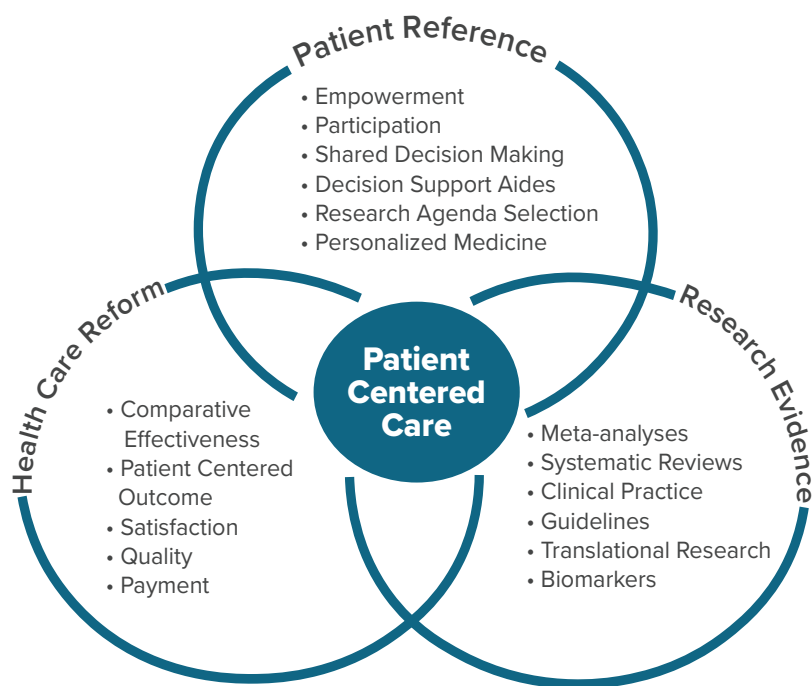 Patient Reference
• Empowerment
• Participation
• Shared Decision Making
• Decision Support Aides
• Research Agenda Selection
• Personalized Medicine
Health Care Reform
• Comparative
Effectiveness
• Patient Centered
Outcome
• Satisfaction
• Quality
• Payment
Patient
Centered
Care
Research Evidence
• Meta-analyses
• Systematic Reviews
• Clinical Practice
• Guidelines
• Translational Research
• Biomarkers